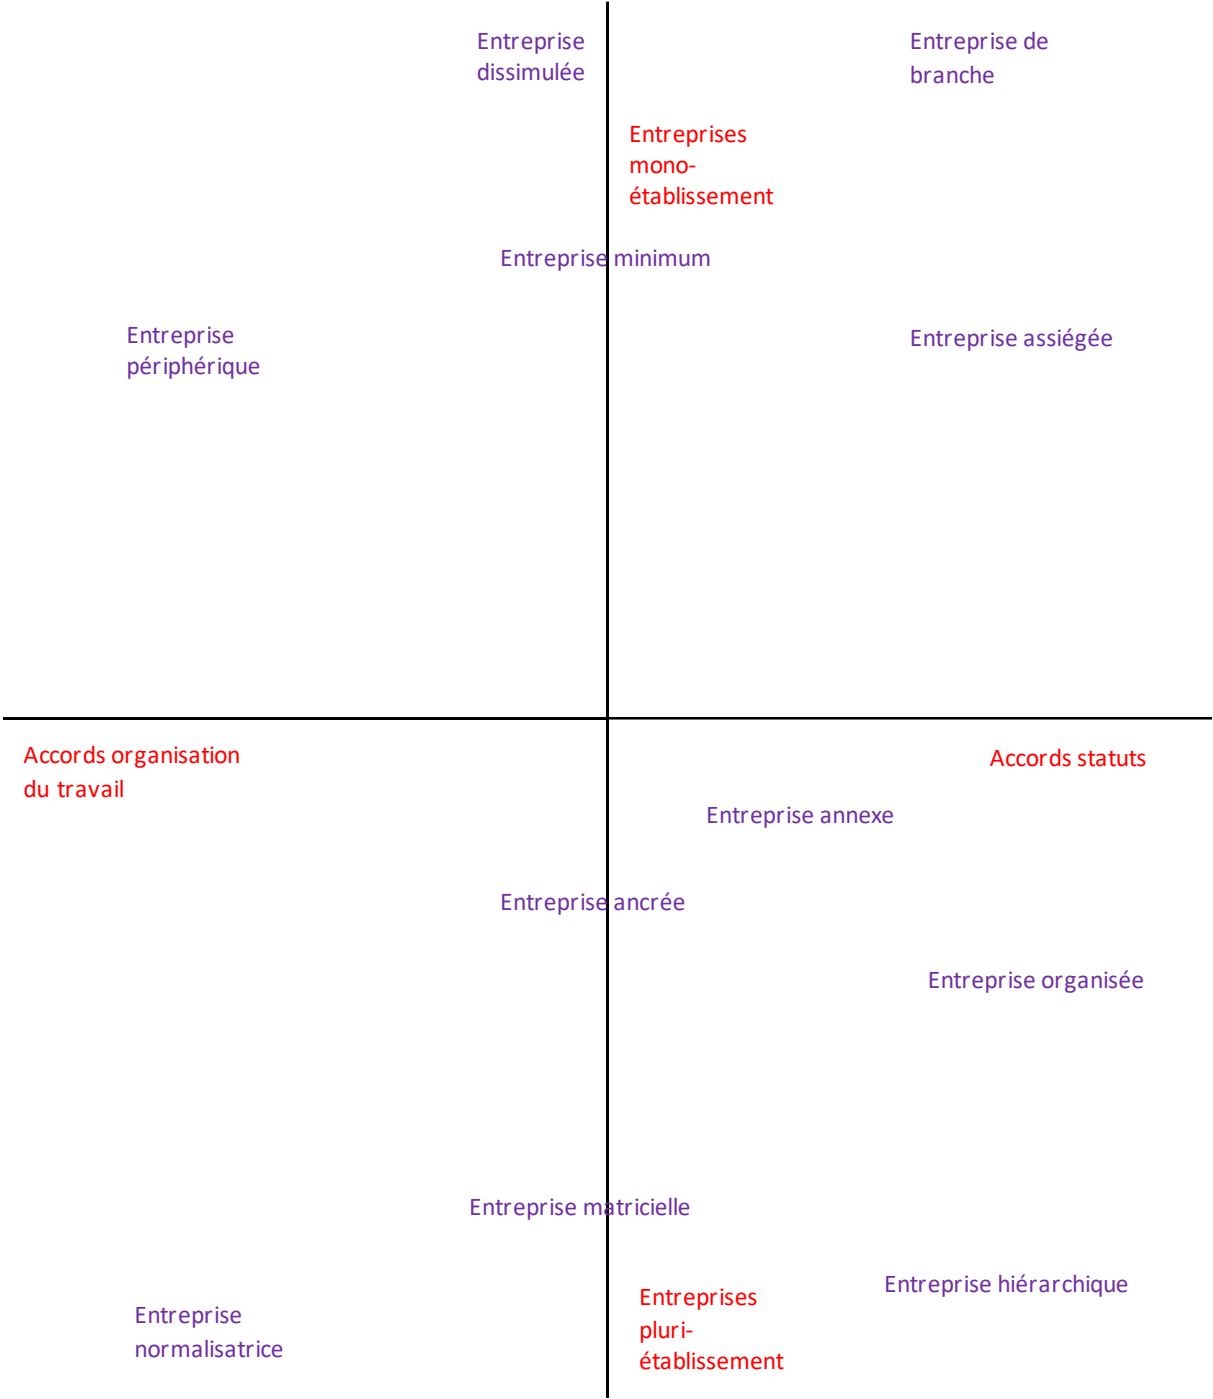 Entreprise
dissimulée
Entreprise de
branche
Entreprises
mono-
établissement
Entreprise minimum
Entreprise
périphérique
Entreprise assiégée
Accords organisation
du travail
Accords statuts
Entreprise annexe
Entreprise ancrée
Entreprise organisée
Entreprise matricielle
Entreprise hiérarchique
Entreprises
pluri-
établissement
Entreprise
normalisatrice